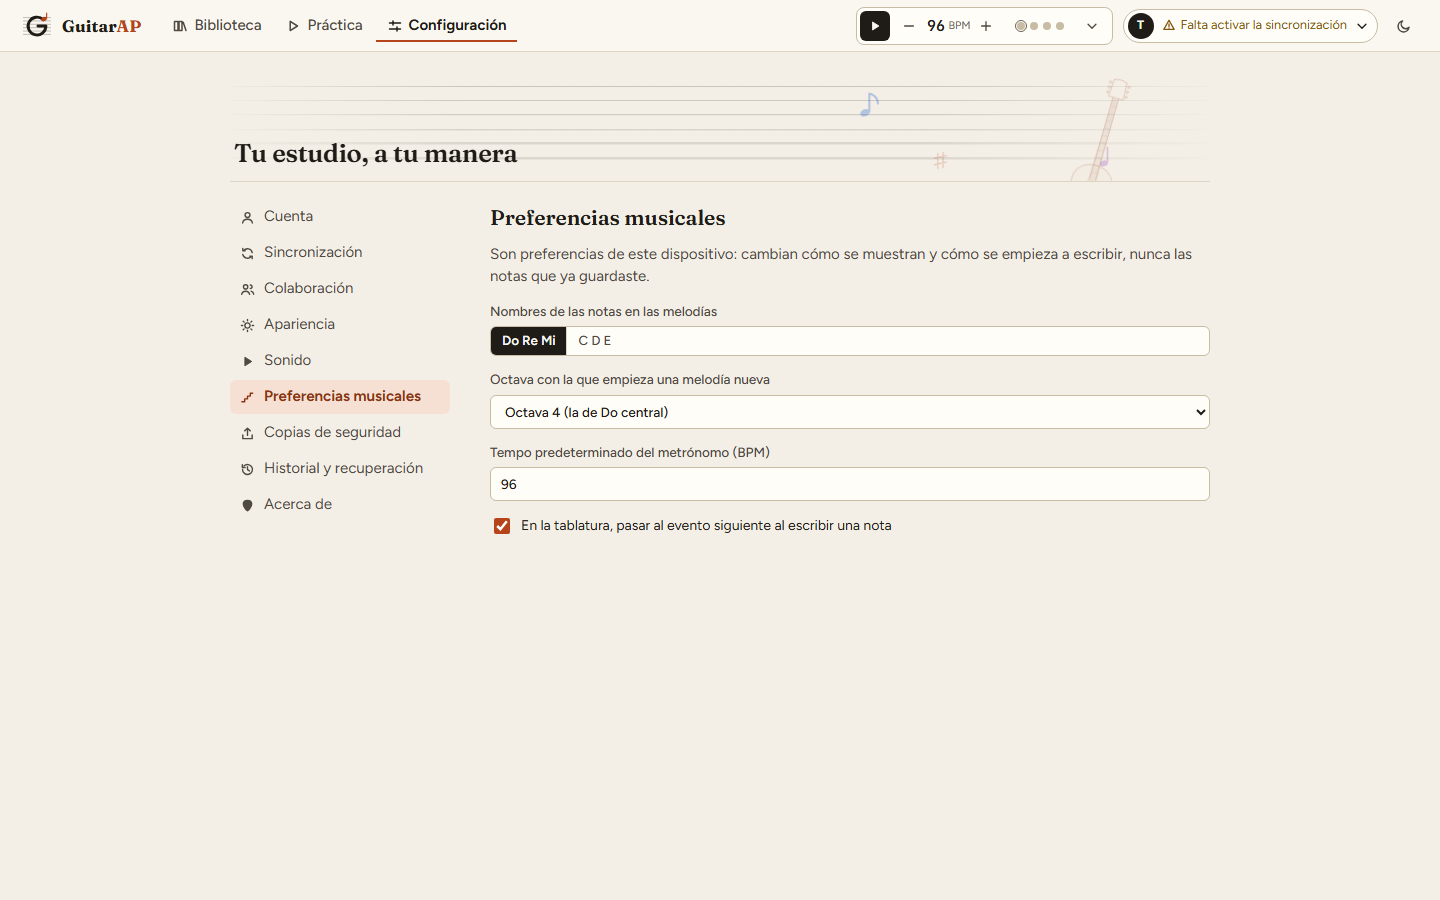 GuitarAP
Biblioteca
Práctica
Configuración
96 BPM
T
Falta activar la sincronización
Tu estudio, a tu manera
Cuenta
Sincronización
Colaboración
Apariencia
Sonido
Preferencias musicales
Copias de seguridad
Historial y recuperación
Acerca de
Preferencias musicales
Son preferencias de este dispositivo: cambian cómo se muestran y cómo se empieza a escribir, nunca las
notas que ya guardaste.
Nombres de las notas en las melodías
Do Re Mi
C D E
Octava con la que empieza una melodía nueva
Octava 4 (la de Do central)
Tempo predeterminado del metrónomo (BPM)
96
En la tablatura, pasar al evento siguiente al escribir una nota